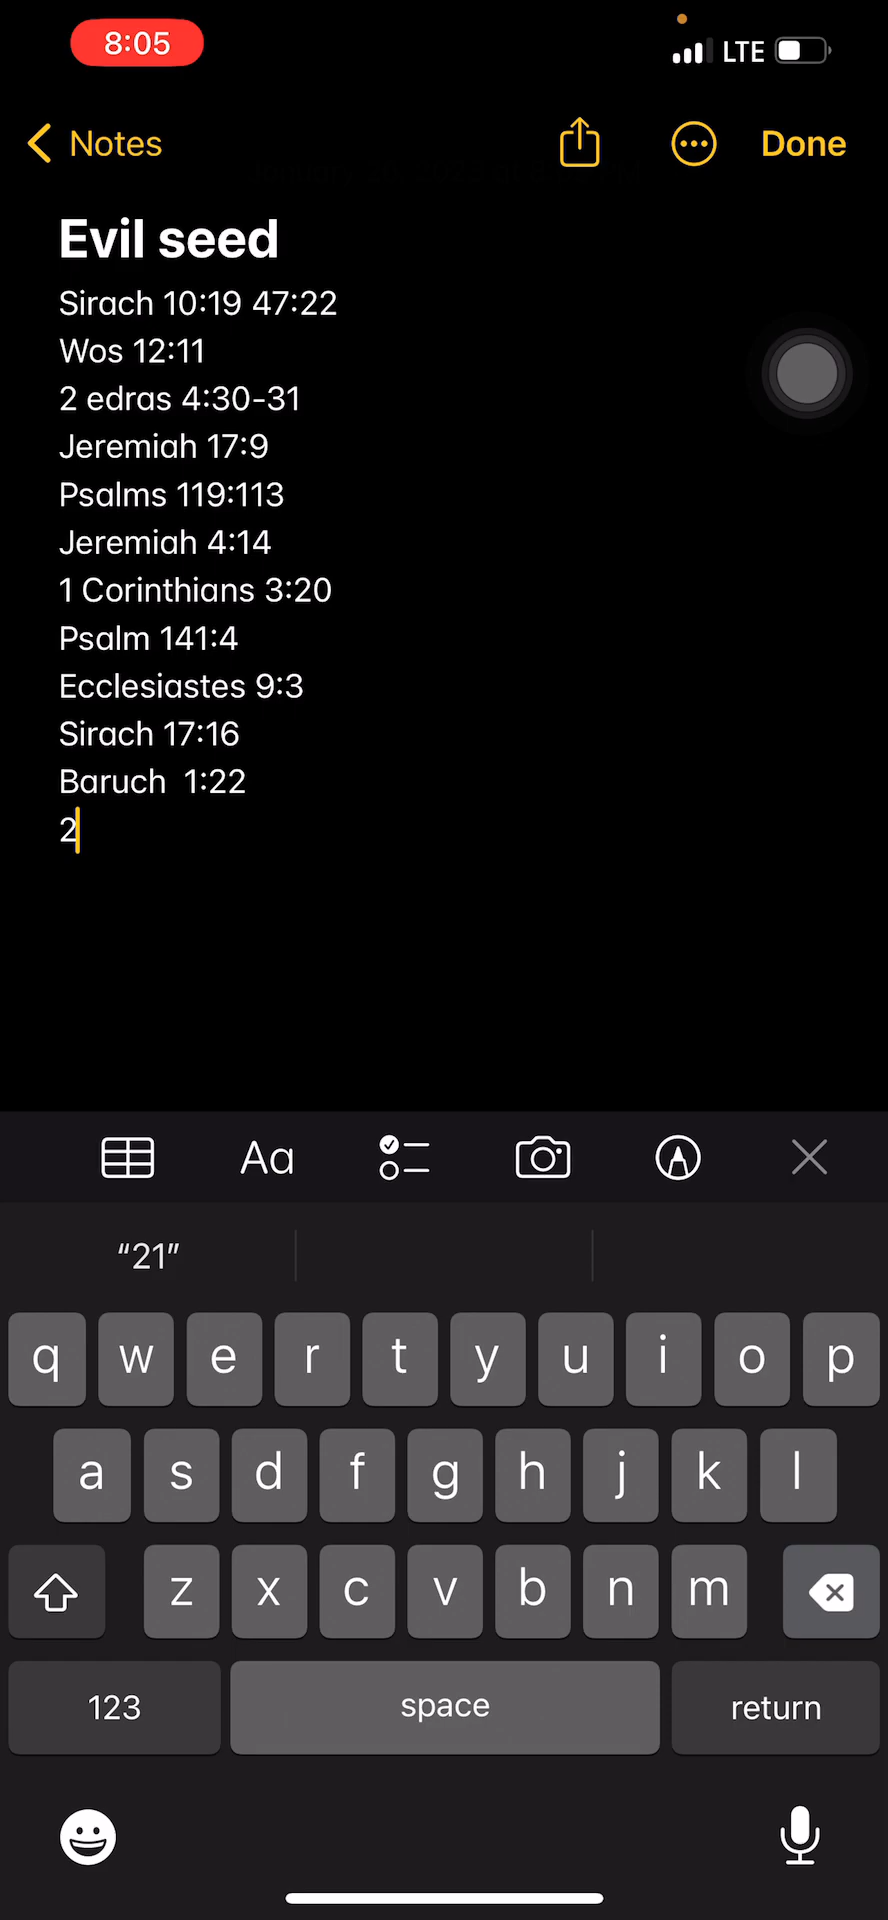 8:05
LTE
Notes
Done
Evil seed
Sirach 10:19 47:22
Wos 12:11
2 edras 4:30-31
Jeremiah 17:9
Psalms 119:113
Jeremiah 4:14
1 Corinthians 3:20
Psalm 141:4
Ecclesiastes 9:3
Sirach 17:16
Baruch  1:22
2
Aa
“21”
q w e r t y u i o p
a s d f g h j k l
z x c v b n m
123 space return